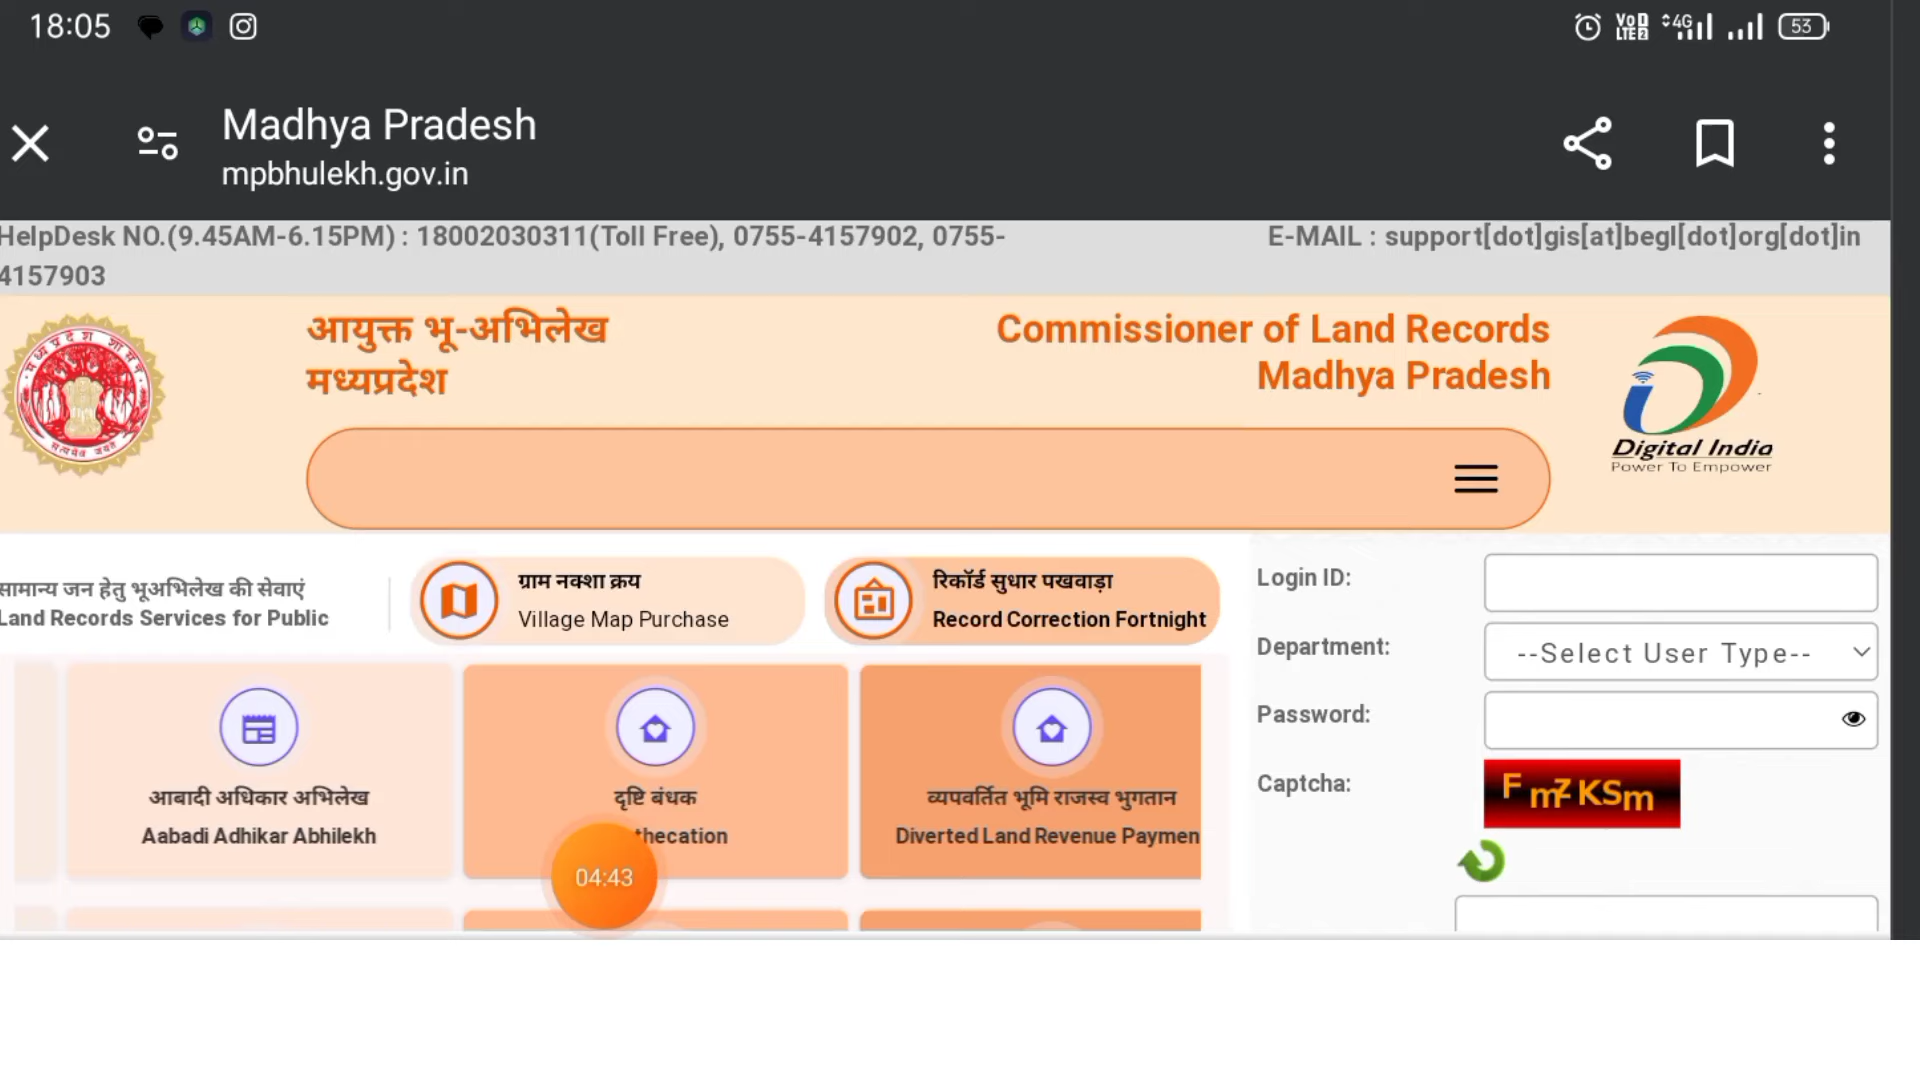 18:05
VoD LTE2 4G 53
Madhya Pradesh
mpbhulekh.gov.in
HelpDesk NO.(9.45AM-6.15PM) : 18002030311(Toll Free), 0755-
4157903
E-MAIL : support[dot]gis[at]begl[dot]org[dot]in
आयुक्त भू-अभिलेख
मध्यप्रदेश
Commissioner of Land Records
Madhya Pradesh
Digital India
Power To Empower
सामान्य जन हेतु भूअभिलेख की सेवाएं
Land Records Services for Public
ग्राम नक्शा क्रय
Village Map Purchase
रिकॉर्ड सुधार पखवाड़ा
Record Correction Fortnight
Login ID:
Department:
--Select User Type--
Password:
Captcha:
FmZKSm
आबादी अधिकार अभिलेख
Aabadi Adhikar Abhilekh
दृष्टि बंधक
thecation
व्यपवर्तित भूमि राजस्व भुगतान
Diverted Land Revenue Paymen
04:43